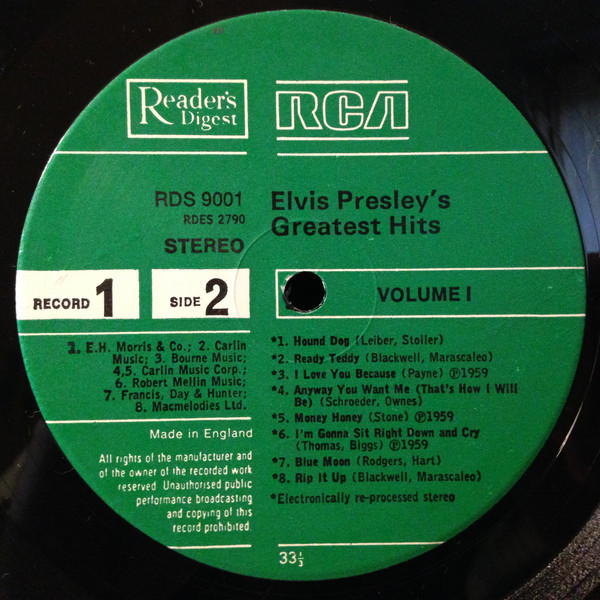 Reader's
Digest
RCA
RDS 9001
RDES 2790
STEREO
Elvis Presley's
Greatest Hits
RECORD 1
SIDE 2
VOLUME I
1. E.H. Morris & Co.; 2. Carlin
Music; 3. Bourne Music;
4,5. Carlin Music Corp.;
6. Robert Mellin Music;
7. Francis, Day & Hunter;
8. Macmelodies Ltd.
Made in England
All rights of the manufacturer and
of the owner of the recorded work
reserved. Unauthorised public
performance broadcasting
and copying of this
record prohibited.
*1. Hound Dog (Leiber, Stoller)
*2. Ready Teddy (Blackwell, Marascaleo)
*3. I Love You Because (Payne) ℗1959
*4. Anyway You Want Me (That's How I Will
Be) (Schroeder, Ownes)
*5. Money Honey (Stone) ℗1959
*6. I'm Gonna Sit Right Down and Cry
(Thomas, Biggs) ℗1959
*7. Blue Moon (Rodgers, Hart)
*8. Rip It Up (Blackwell, Marascaleo)
*Electronically re-processed stereo
33⅓